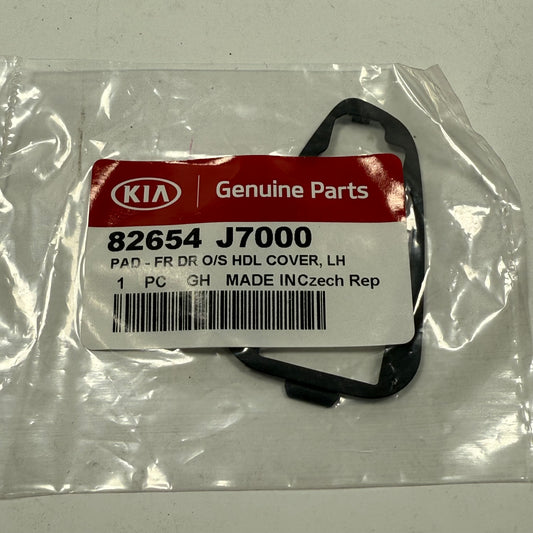 KIA Genuine Parts
82654 J7000
PAD - FR DR O/S HDL COVER, LH
1 PC GH MADE INCzech Rep